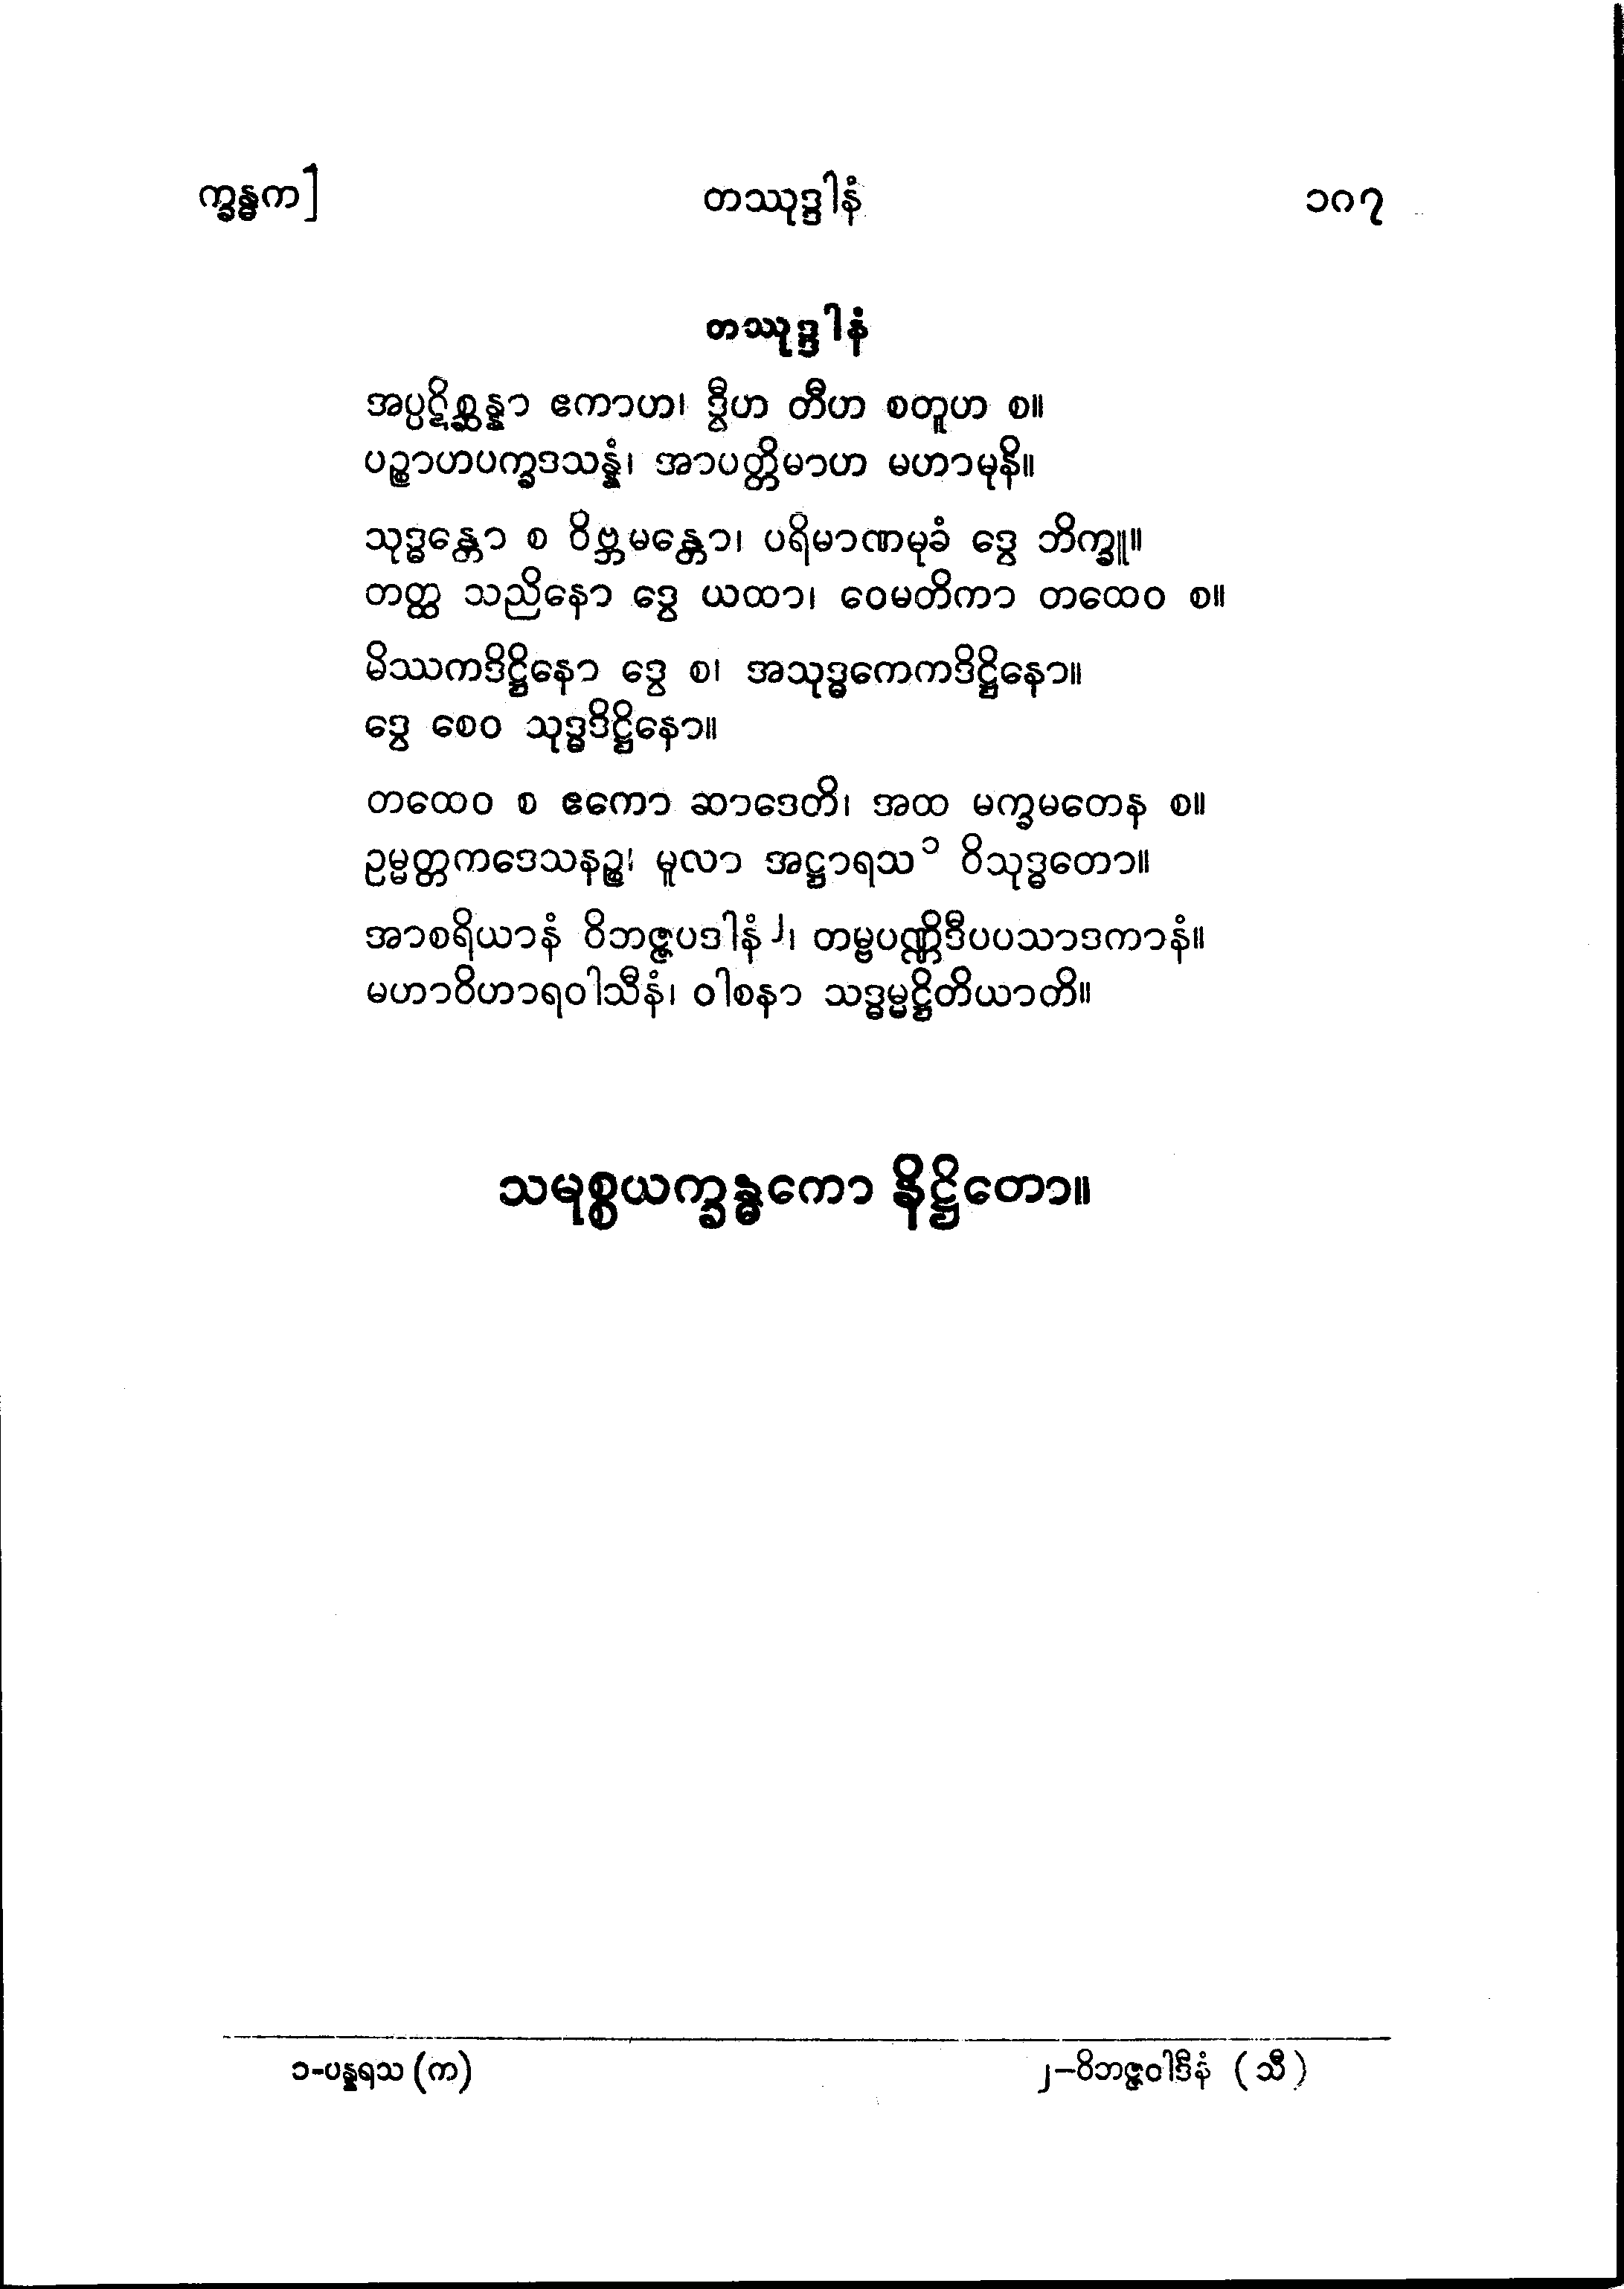 က္ခန္ဓက]
တဿုဒ္ဒါနံ
၁၈၇
တဿုဒ္ဒါနံ
အပ္ပဋိစ္ဆန္နာ ဧကာဟ၊ ဒွီဟ တီဟ စတူဟ စ။
ပဉ္စာဟပက္ခဒသန္နံ၊ အာပတ္တိမာဟ မဟာမုနိ။
သုဒ္ဓန္တော စ ဝိဗ္ဘမန္တော၊ ပရိမာဏမုခံ ဒွေ ဘိက္ခူ။
တတ္ထ သညိနော ဒွေ ယထာ၊ ဝေမတိကာ တထေဝ စ။
မိဿကဒိဋ္ဌိနော ဒွေ စ၊ အသုဒ္ဓကေကဒိဋ္ဌိနော။
ဒွေ စေဝ သုဒ္ဓဒိဋ္ဌိနော။
တထေဝ စ ဧကော ဆာဒေတိ၊ အထ မက္ခမတေန စ။
ဥမ္မတ္တကဒေသနဉ္စ၊ မူလာ အဋ္ဌာရသ ၁ ဝိသုဒ္ဓတော။
အာစရိယာနံ ဝိဘဇ္ဇပဒါနံ ၂၊ တမ္ဗပဏ္ဏိဒီပပသာဒကာနံ။
မဟာဝိဟာရဝါသီနံ၊ ဝါစနာ သဒ္ဓမ္မဋ္ဌိတိယာတိ။
သမုစ္စယက္ခန္ဓကော နိဋ္ဌိတော။
၁-ပန္နရသ (က)
၂-ဝိဘဇ္ဇဝါဒီနံ (သီ)